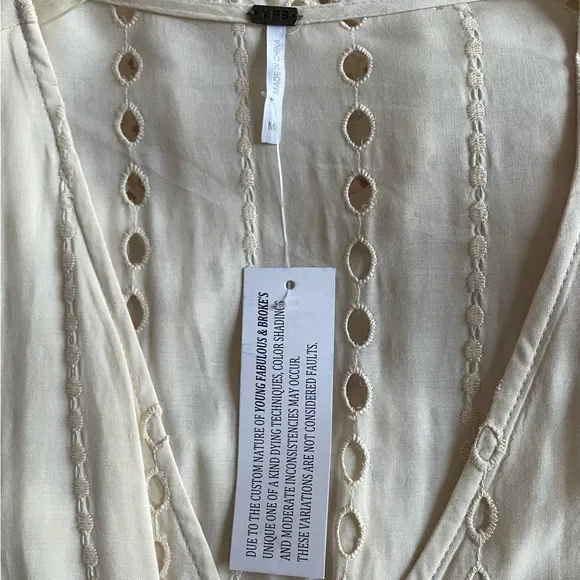 YFB
MADE IN CHINA
M
DUE TO THE CUSTOM NATURE OF YOUNG FABULOUS & BROKE'S
UNIQUE ONE OF A KIND DYING TECHNIQUES, COLOR SHADINGS
AND MODERATE INCONSISTENCIES MAY OCCUR.
THESE VARIATIONS ARE NOT CONSIDERED FAULTS.